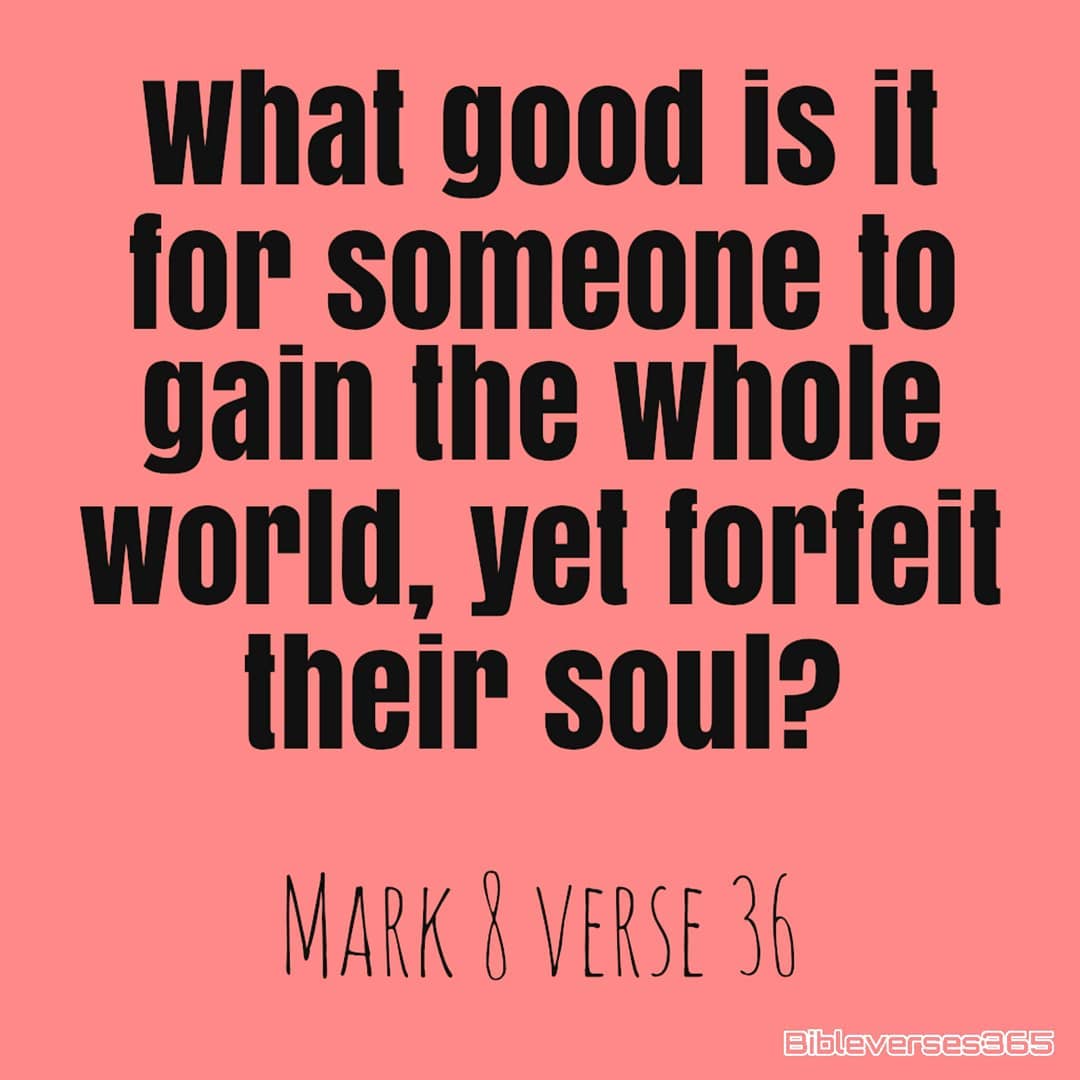 What good is it
for someone to
gain the whole
world, yet forfeit
their soul?
Mark 8 verse 36
Bibleverses365